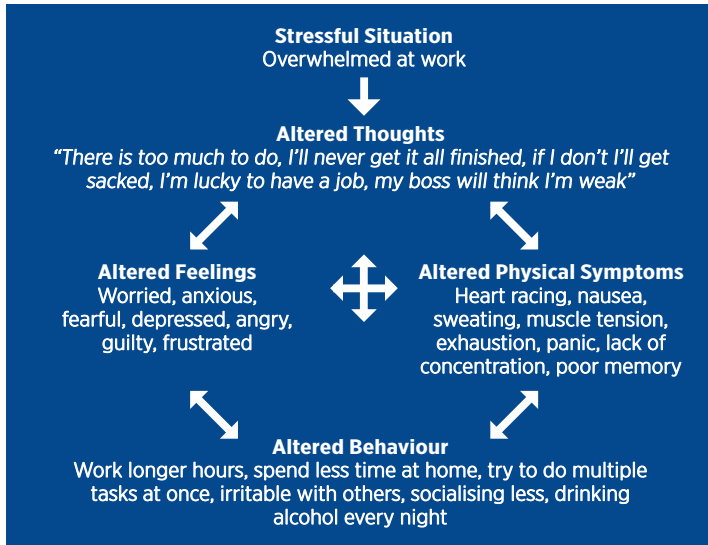 Stressful Situation
Overwhelmed at work
Altered Thoughts
“There is too much to do, I’ll never get it all finished, if I don’t I’ll get
sacked, I’m lucky to have a job, my boss will think I’m weak”
Altered Feelings
Worried, anxious,
fearful, depressed, angry,
guilty, frustrated
Altered Physical Symptoms
Heart racing, nausea,
sweating, muscle tension,
exhaustion, panic, lack of
concentration, poor memory
Altered Behaviour
Work longer hours, spend less time at home, try to do multiple
tasks at once, irritable with others, socialising less, drinking
alcohol every night